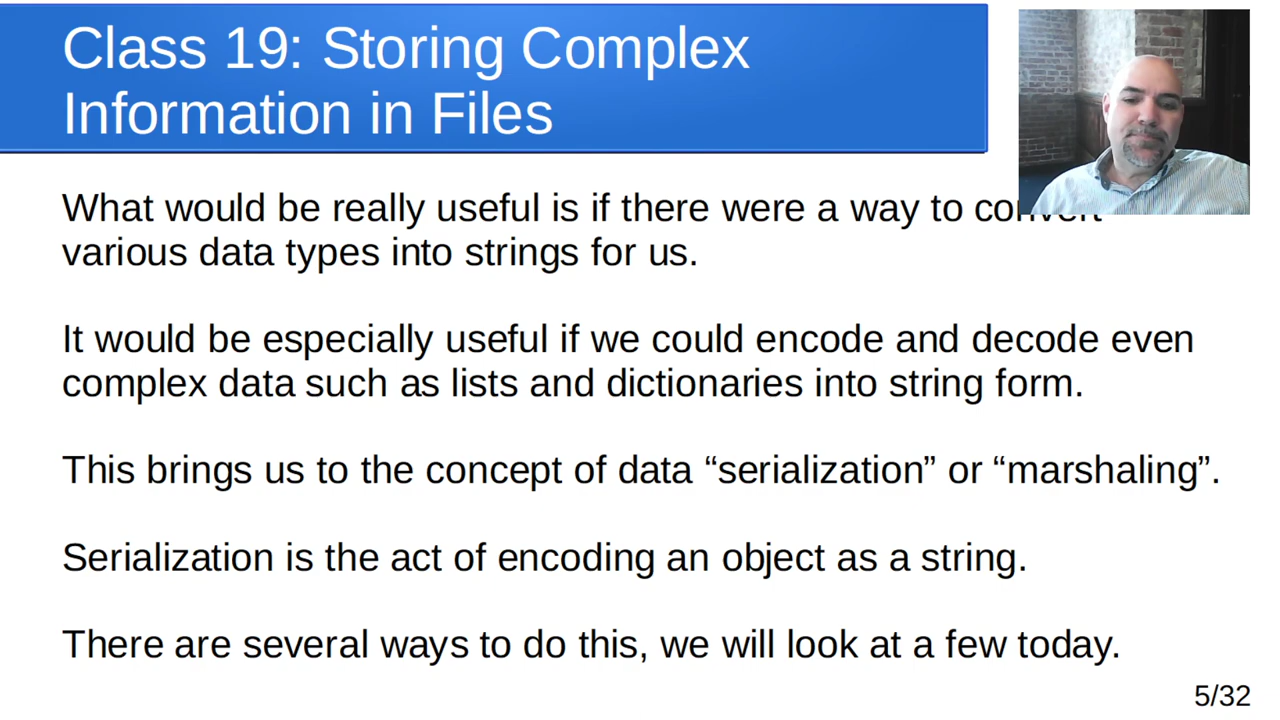 Class 19: Storing Complex
Information in Files
What would be really useful is if there were a way to convert
various data types into strings for us.
It would be especially useful if we could encode and decode even
complex data such as lists and dictionaries into string form.
This brings us to the concept of data “serialization” or “marshaling”.
Serialization is the act of encoding an object as a string.
There are several ways to do this, we will look at a few today.
5/32